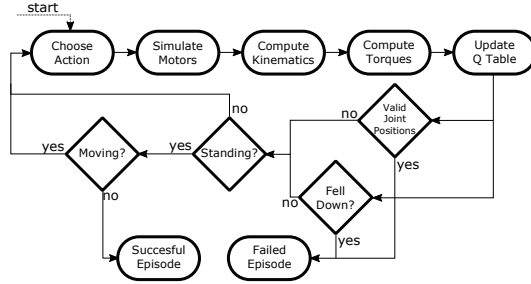 start
Choose
Action
Simulate
Motors
Compute
Kinematics
Compute
Torques
Update
Q Table
no
no
Valid
Joint
Positions
yes
Moving?
yes
Standing?
yes
no
Fell
Down?
no
yes
Succesful
Episode
Failed
Episode